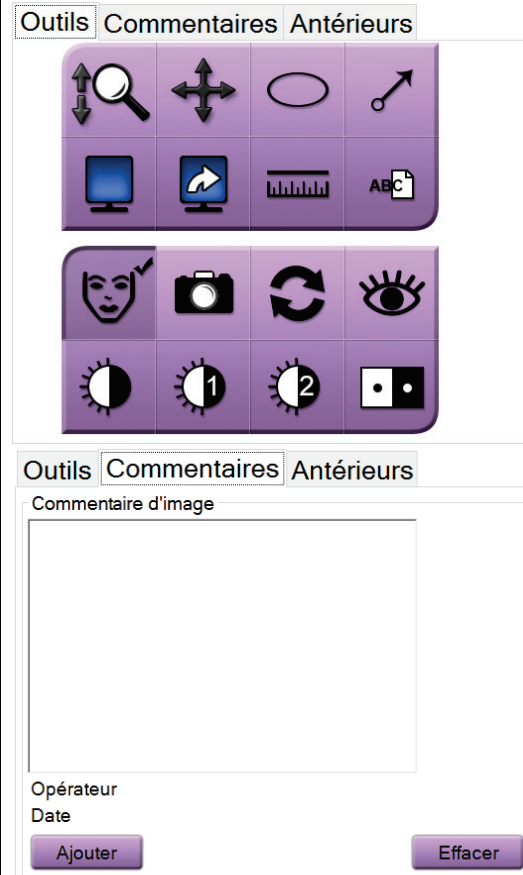 Outils Commentaires Antérieurs
ABC
1 2
Outils Commentaires Antérieurs
Commentaire d'image
Opérateur
Date
Ajouter Effacer